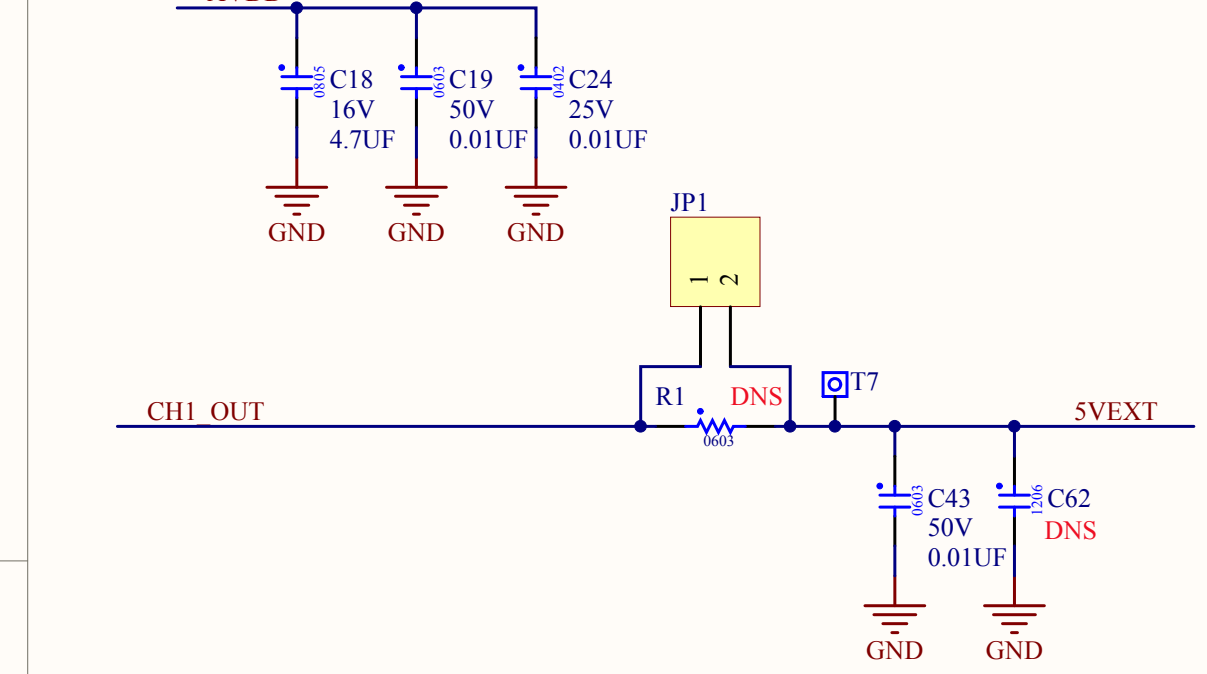 0805
C18
16V
4.7UF
0603
C19
50V
0.01UF
0402
C24
25V
0.01UF
GND
GND
GND
JP1
1
2
R1
DNS
T7
CH1_OUT
0603
5VEXT
0603
C43
50V
0.01UF
1206
C62
DNS
GND
GND